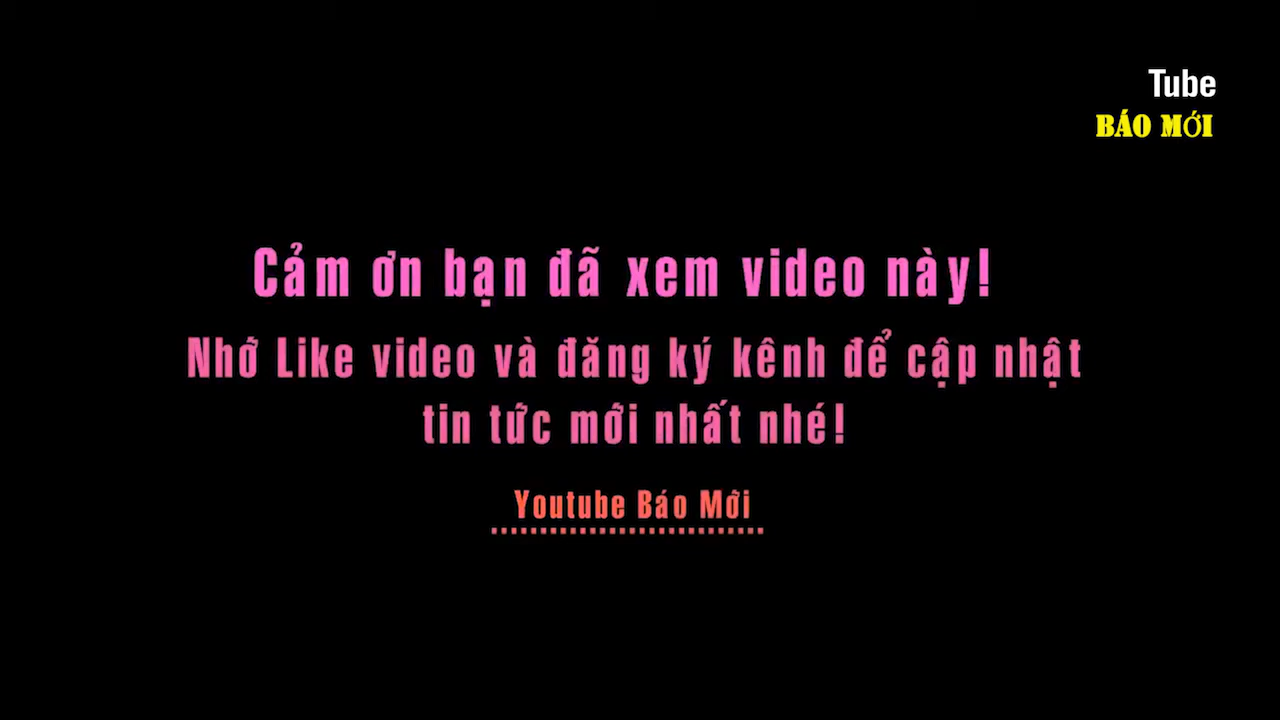 Tube
BÁO MỚI
Cảm ơn bạn đã xem video này!
Nhớ Like video và đăng ký kênh để cập nhật
tin tức mới nhất nhé!
Youtube Báo Mới